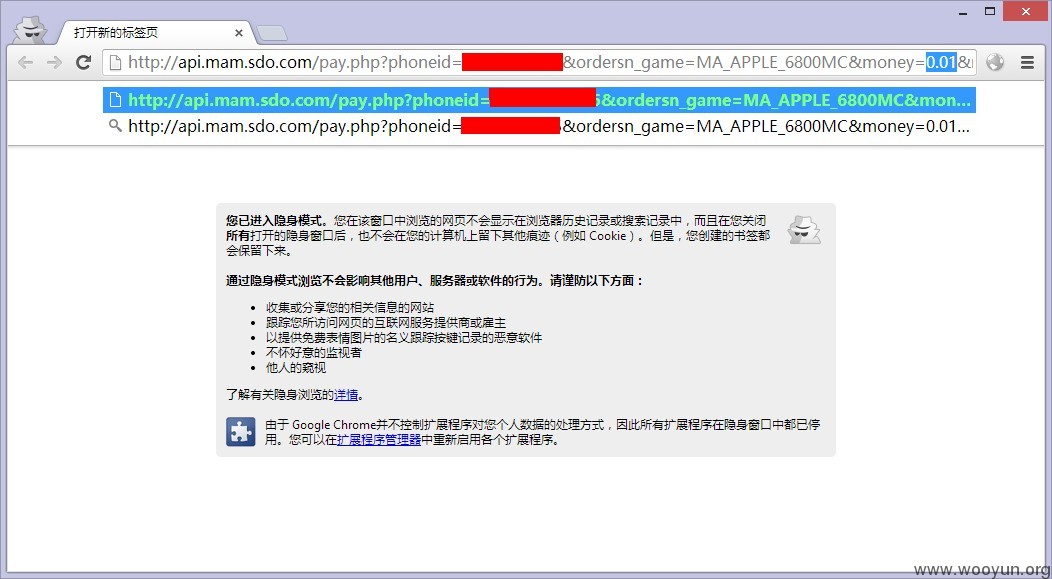 打开新的标签页
http://api.mam.sdo.com/pay.php?phoneid= &ordersn_game=MA_APPLE_6800MC&money=0.01&
http://api.mam.sdo.com/pay.php?phoneid= 5&ordersn_game=MA_APPLE_6800MC&mon...
http://api.mam.sdo.com/pay.php?phoneid= &ordersn_game=MA_APPLE_6800MC&money=0.01...
您已进入隐身模式。您在该窗口中浏览的网页不会显示在浏览器历史记录或搜索记录中，而且在您关闭
所有打开的隐身窗口后，也不会在您的计算机上留下其他痕迹（例如 Cookie）。但是，您创建的书签都
会保留下来。
通过隐身模式浏览不会影响其他用户、服务器或软件的行为。请谨防以下方面：
• 收集或分享您的相关信息的网站
• 跟踪您所访问网页的互联网服务提供商或雇主
• 以提供免费表情图片的名义跟踪按键记录的恶意软件
• 不怀好意的监视者
• 他人的窥视
了解有关隐身浏览的详情。
由于 Google Chrome并不控制扩展程序对您个人数据的处理方式，因此所有扩展程序在隐身窗口中都已停
用。您可以在扩展程序管理器中重新启用各个扩展程序。
www.wooyun.org